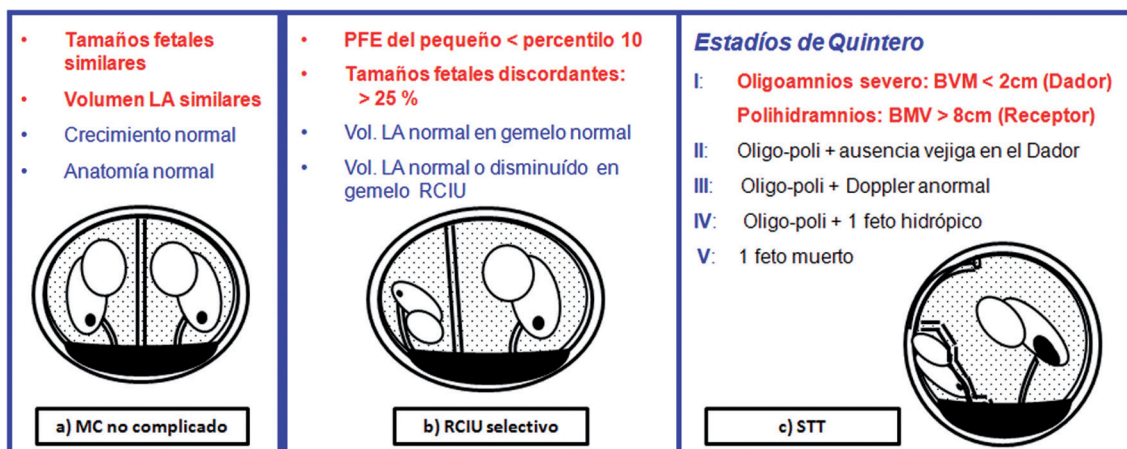 • Tamaños fetales
similares
• Volumen LA similares
• Crecimiento normal
• Anatomía normal
a) MC no complicado
• PFE del pequeño < percentilo 10
• Tamaños fetales discordantes:
> 25 %
• Vol. LA normal en gemelo normal
• Vol. LA normal o disminuído en
gemelo RCIU
b) RCIU selectivo
Estadíos de Quintero
I: Oligoamnios severo: BVM < 2cm (Dador)
Polihidramnios: BMV > 8cm (Receptor)
II: Oligo-poli + ausencia vejiga en el Dador
III: Oligo-poli + Doppler anormal
IV: Oligo-poli + 1 feto hidrópico
V: 1 feto muerto
c) STT